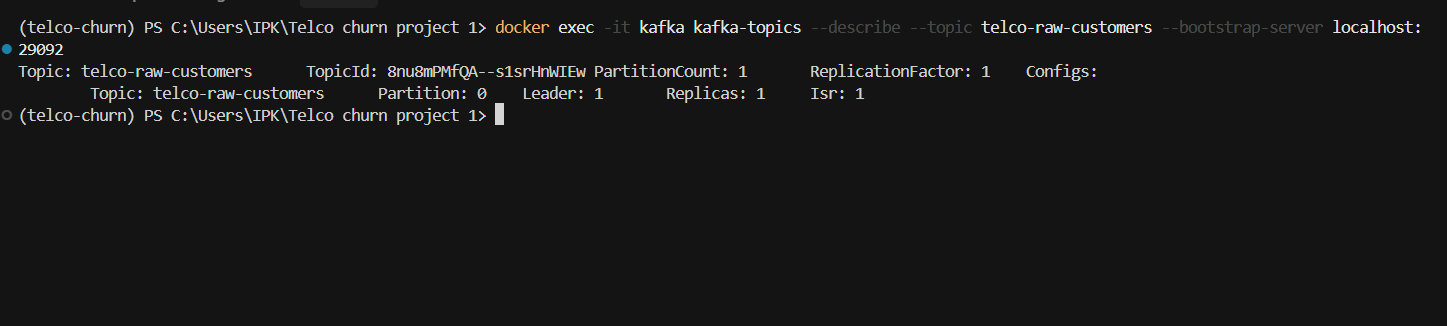 (telco-churn) PS C:\Users\IPK\Telco churn project 1> docker exec -it kafka kafka-topics --describe --topic telco-raw-customers --bootstrap-server localhost:
29092
Topic: telco-raw-customers TopicId: 8nu8mPMfQA--s1srHnWIEw PartitionCount: 1 ReplicationFactor: 1 Configs:
Topic: telco-raw-customers Partition: 0 Leader: 1 Replicas: 1 Isr: 1
(telco-churn) PS C:\Users\IPK\Telco churn project 1>